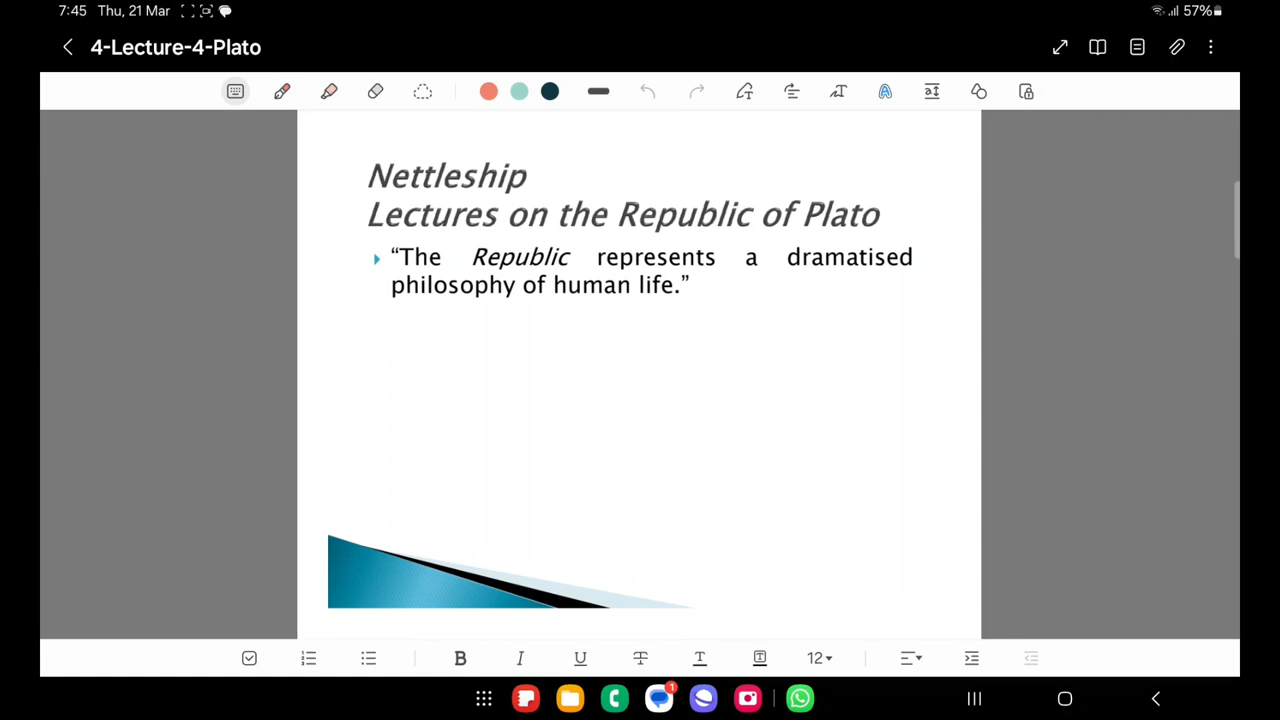 7:45 Thu, 21 Mar 57%
4-Lecture-4-Plato
Nettleship
Lectures on the Republic of Plato
“The Republic represents a dramatised
philosophy of human life.”
B I U T T T 12
1